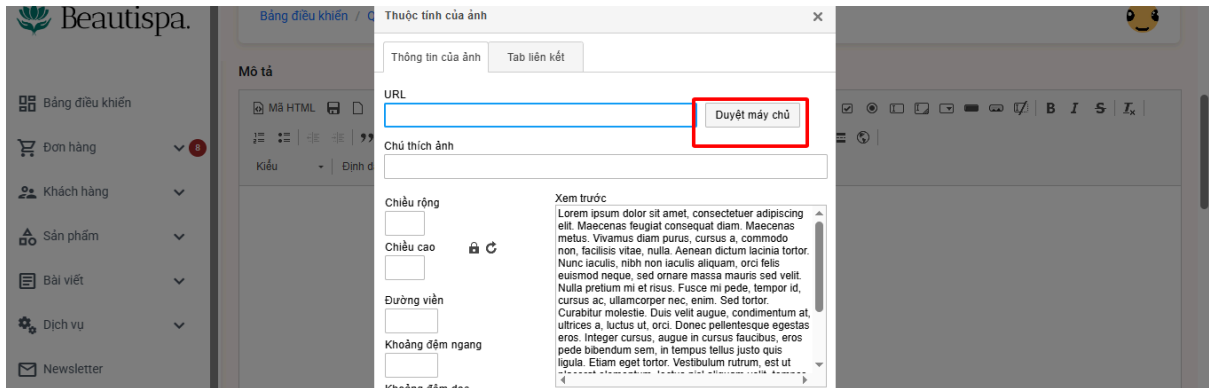 Beautispa.
Bảng điều khiển / Q
Bảng điều khiển
Đơn hàng
8
Khách hàng
Sản phẩm
Bài viết
Dịch vụ
Newsletter
Mô tả
Mã HTML
B I S Ix
Kiểu
Định d
Thuộc tính của ảnh
Thông tin của ảnh
Tab liên kết
URL
Duyệt máy chủ
Chú thích ảnh
Chiều rộng
Chiều cao
Đường viền
Khoảng đệm ngang
Khoảng đệm dọc
Xem trước
Lorem ipsum dolor sit amet, consectetuer adipiscing
elit. Maecenas feugiat consequat diam. Maecenas
metus. Vivamus diam purus, cursus a, commodo
non, facilisis vitae, nulla. Aenean dictum lacinia tortor.
Nunc iaculis, nibh non iaculis aliquam, orci felis
euismod neque, sed ornare massa mauris sed velit.
Nulla pretium mi et risus. Fusce mi pede, tempor id,
cursus ac, ullamcorper nec, enim. Sed tortor.
Curabitur molestie. Duis velit augue, condimentum at,
ultrices a, luctus ut, orci. Donec pellentesque egestas
eros. Integer cursus, augue in cursus faucibus, eros
pede bibendum sem, in tempus tellus justo quis
ligula. Etiam eget tortor. Vestibulum rutrum, est ut